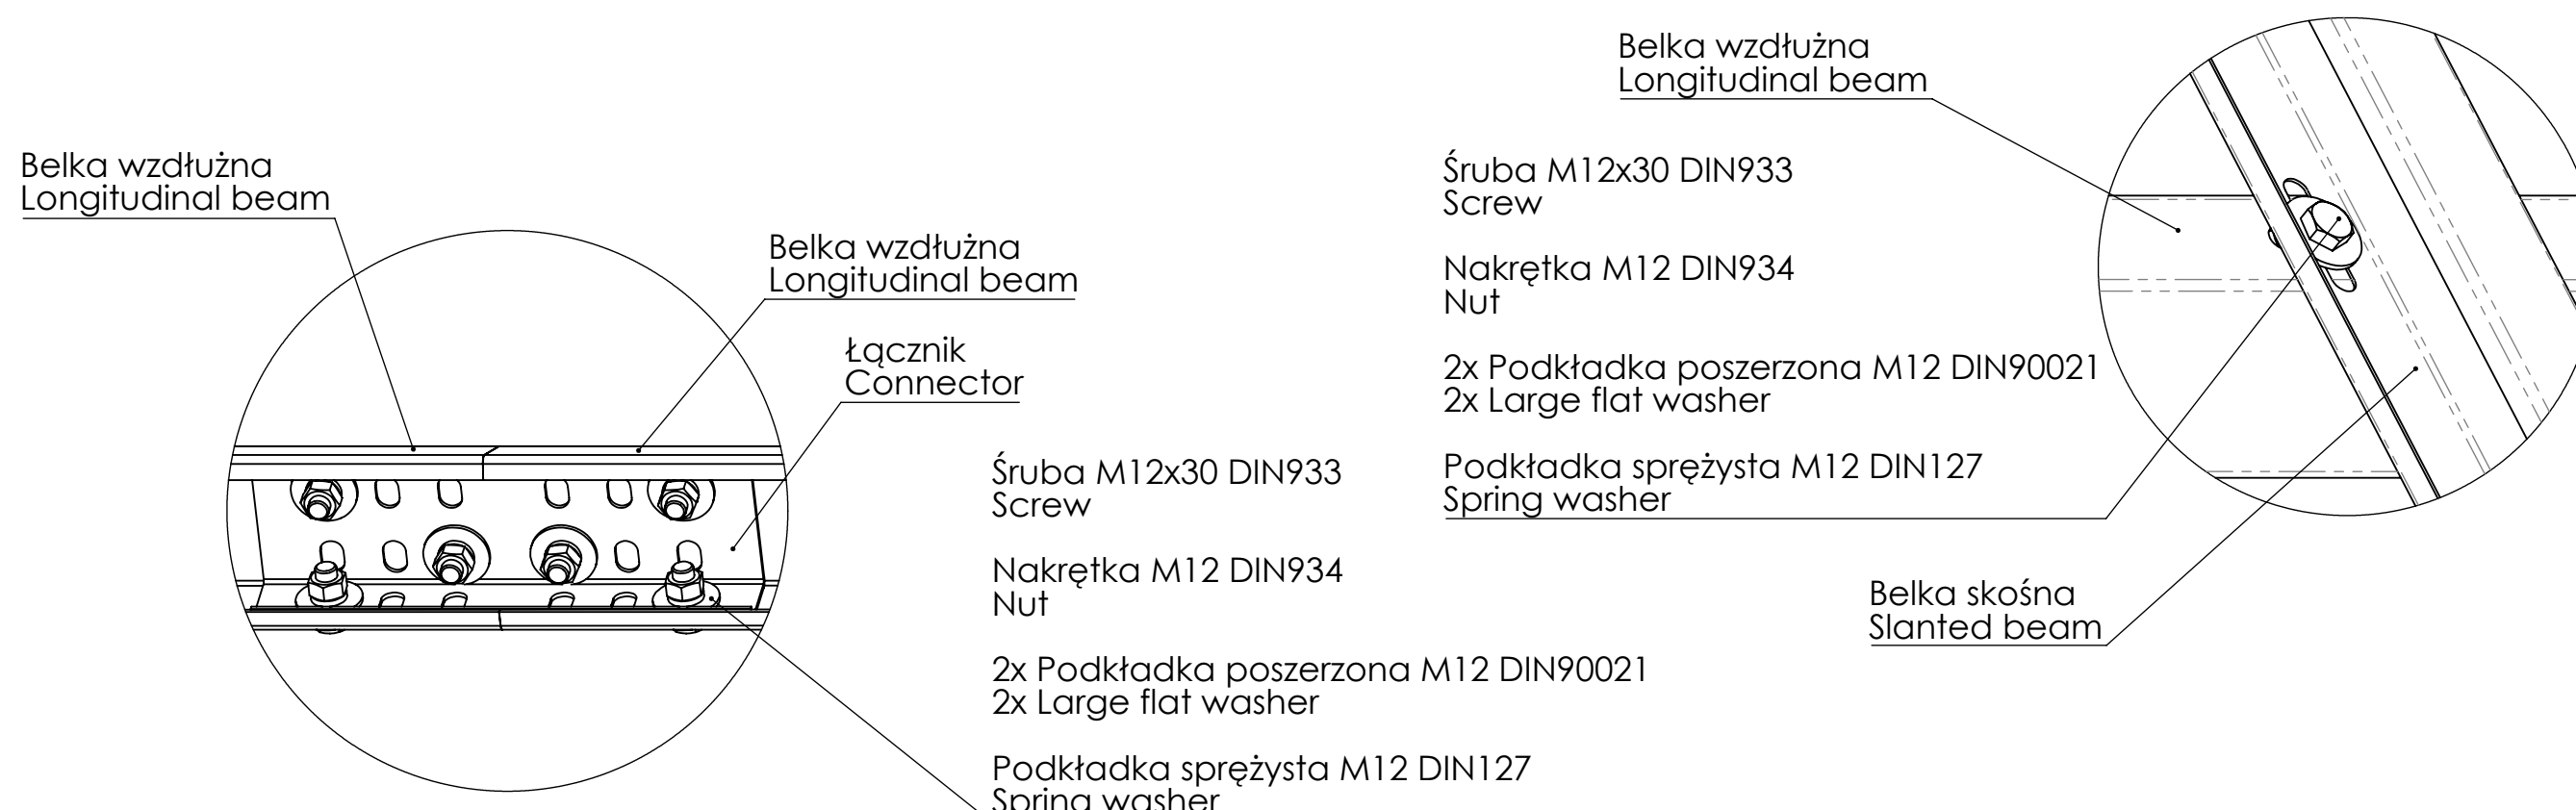 Belka wzdłużna
Longitudinal beam
Belka wzdłużna
Longitudinal beam
Łącznik
Connector
Śruba M12x30 DIN933
Screw
Nakrętka M12 DIN934
Nut
2x Podkładka poszerzona M12 DIN90021
2x Large flat washer
Podkładka sprężysta M12 DIN127
Spring washer
Belka wzdłużna
Longitudinal beam
Śruba M12x30 DIN933
Screw
Nakrętka M12 DIN934
Nut
2x Podkładka poszerzona M12 DIN90021
2x Large flat washer
Podkładka sprężysta M12 DIN127
Spring washer
Belka skośna
Slanted beam